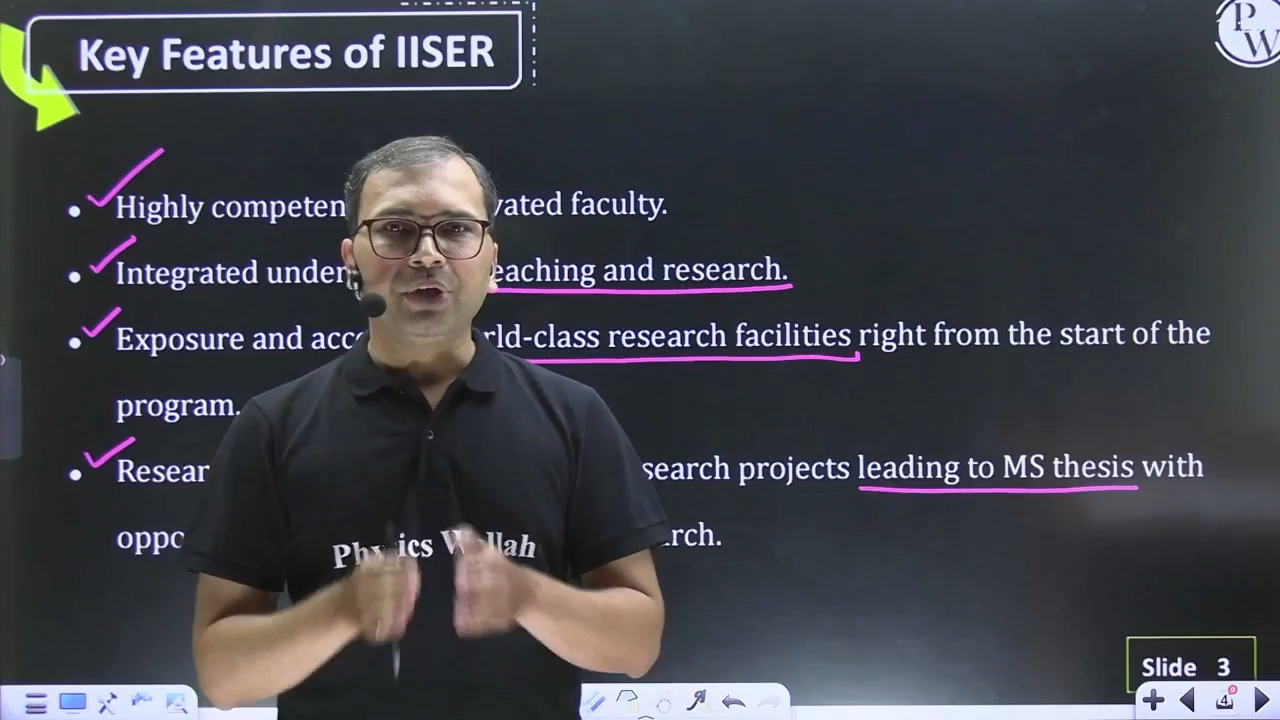 Key Features of IISER
P
W
Highly competen vated faculty.
Integrated under eaching and research.
Exposure and acce rld-class research facilities right from the start of the
program.
Resear search projects leading to MS thesis with
oppo rch.
Physics Wallah
Slide 3
4